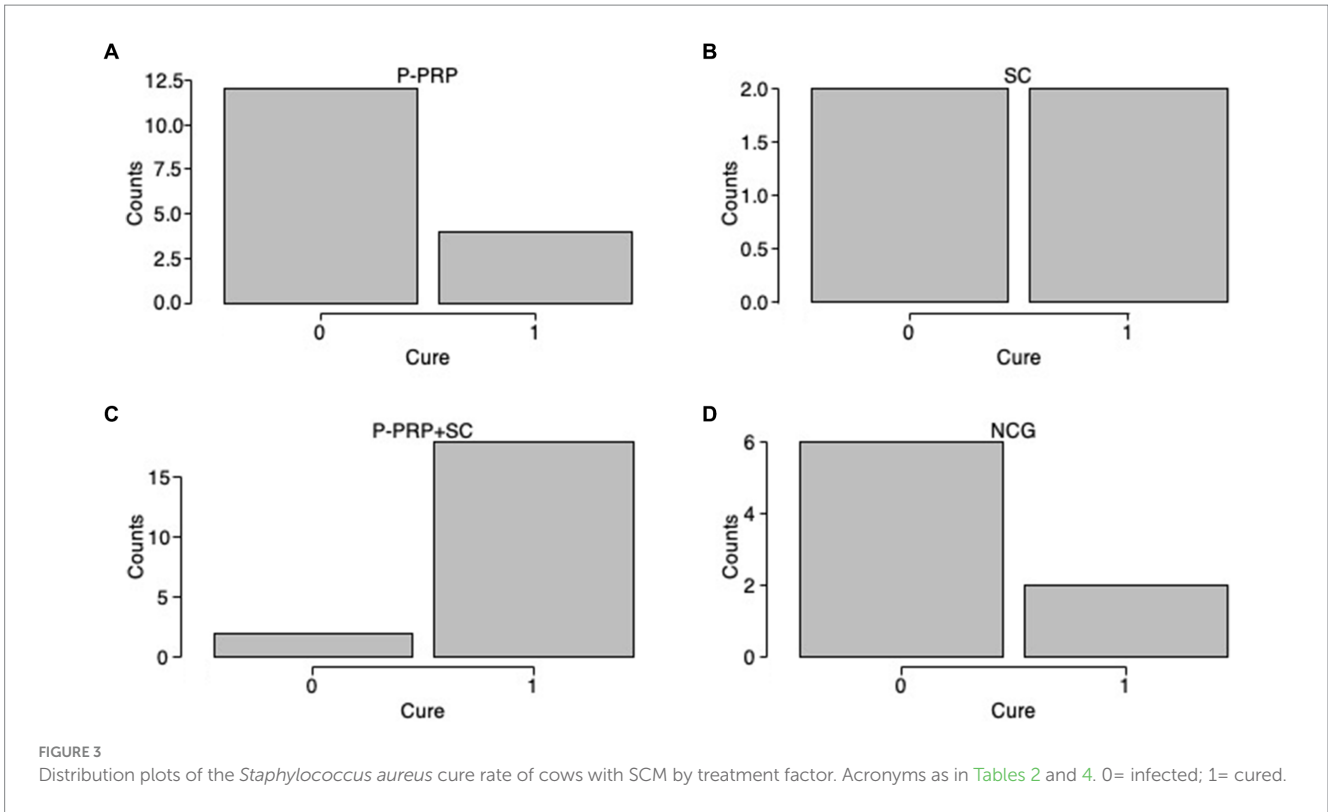 A
P-PRP
12.5
10.0
7.5
5.0
2.5
0.0
Counts
0 1
Cure
B
SC
2.0
1.5
1.0
0.5
0.0
Counts
0 1
Cure
C
P-PRP+SC
15
10
5
0
Counts
0 1
Cure
D
NCG
6
4
2
0
Counts
0 1
Cure
FIGURE 3
Distribution plots of the Staphylococcus aureus cure rate of cows with SCM by treatment factor. Acronyms as in Tables 2 and 4. 0= infected; 1= cured.